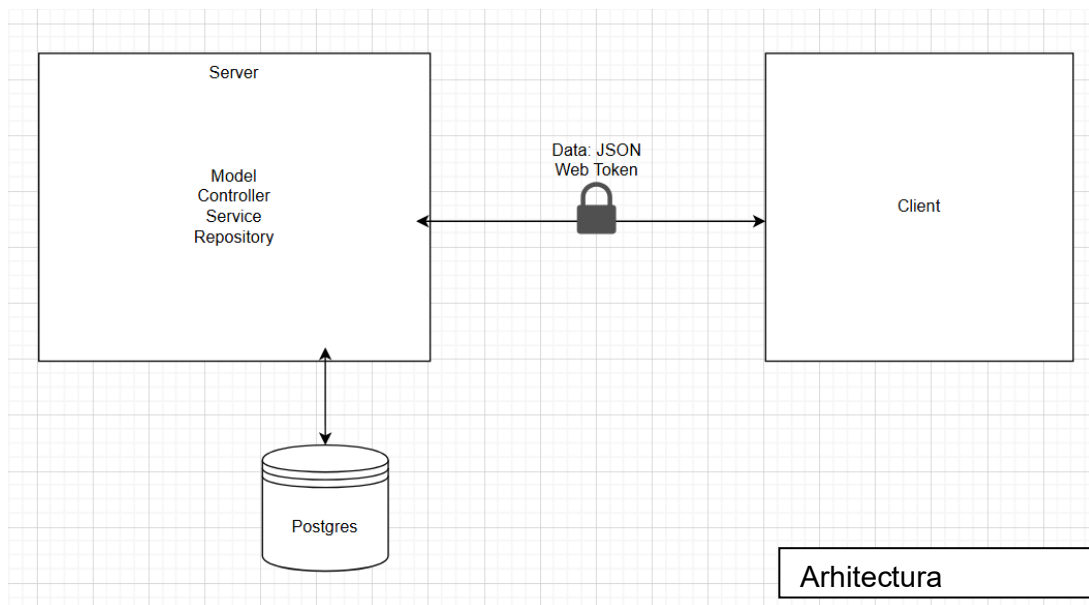 Server
Model
Controller
Service
Repository
Data: JSON
Web Token
Client
Postgres
Arhitectura